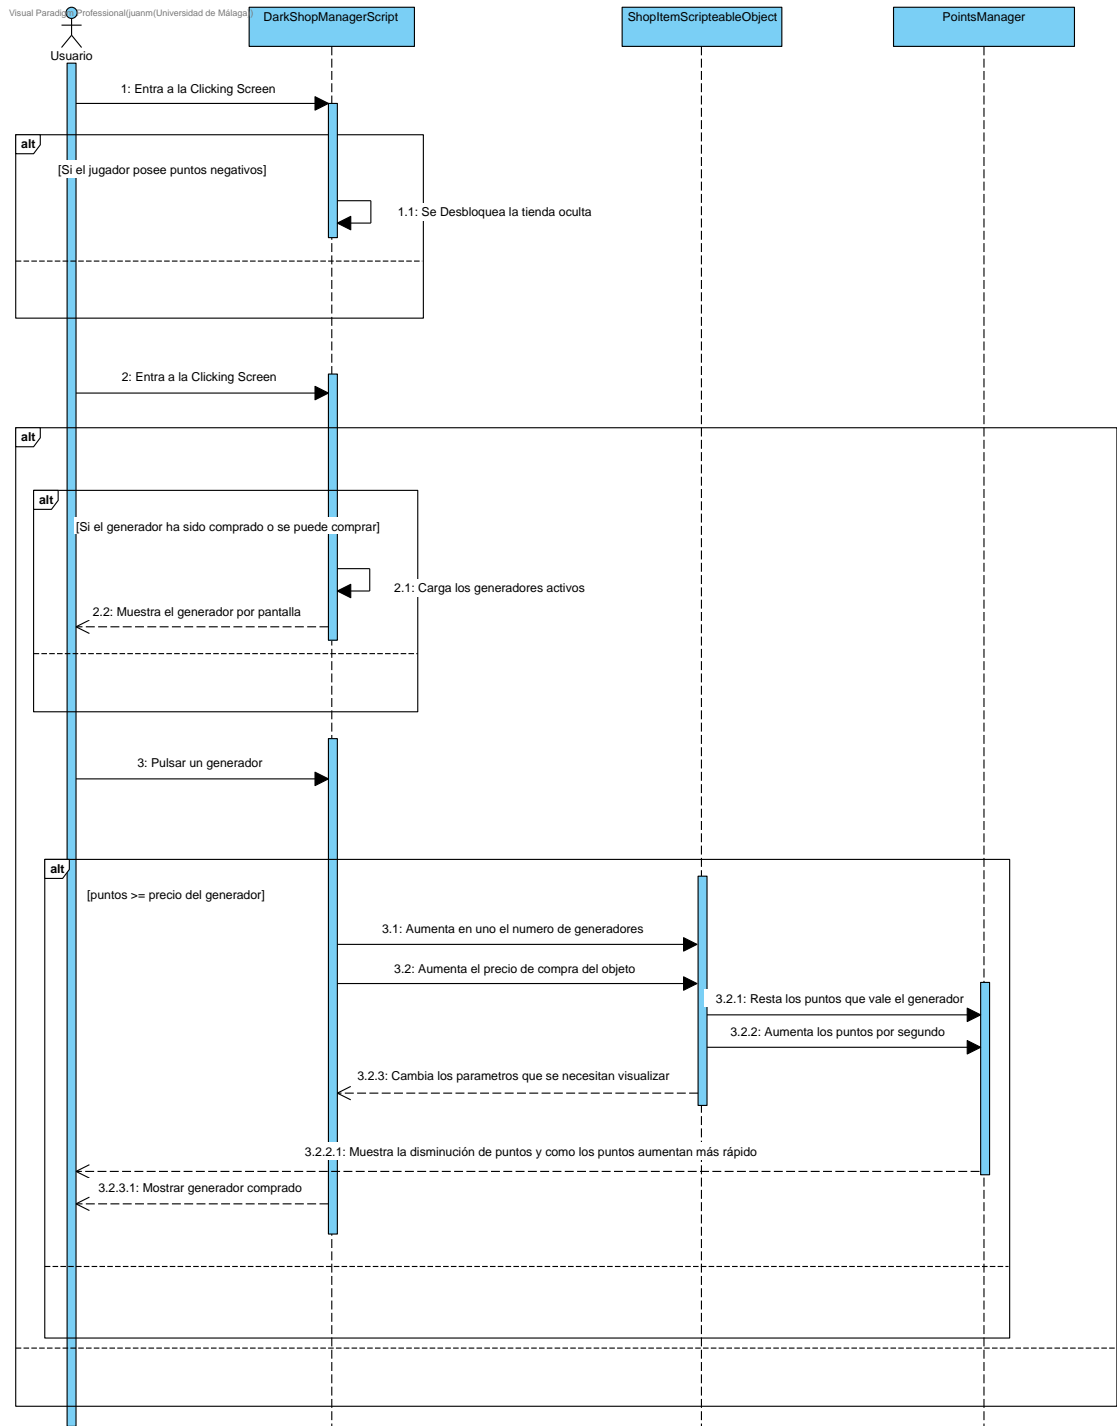 Visual Paradigm Professional(juanm(Universidad de Málaga))
Usuario
DarkShopManagerScript
ShopItemScripteableObject
PointsManager
1: Entra a la Clicking Screen
alt
[Si el jugador posee puntos negativos]
1.1: Se Desbloquea la tienda oculta
2: Entra a la Clicking Screen
alt
alt
[Si el generador ha sido comprado o se puede comprar]
2.1: Carga los generadores activos
2.2: Muestra el generador por pantalla
3: Pulsar un generador
alt
[puntos >= precio del generador]
3.1: Aumenta en uno el numero de generadores
3.2: Aumenta el precio de compra del objeto
3.2.1: Resta los puntos que vale el generador
3.2.2: Aumenta los puntos por segundo
3.2.3: Cambia los parametros que se necesitan visualizar
3.2.2.1: Muestra la disminución de puntos y como los puntos aumentan más rápido
3.2.3.1: Mostrar generador comprado